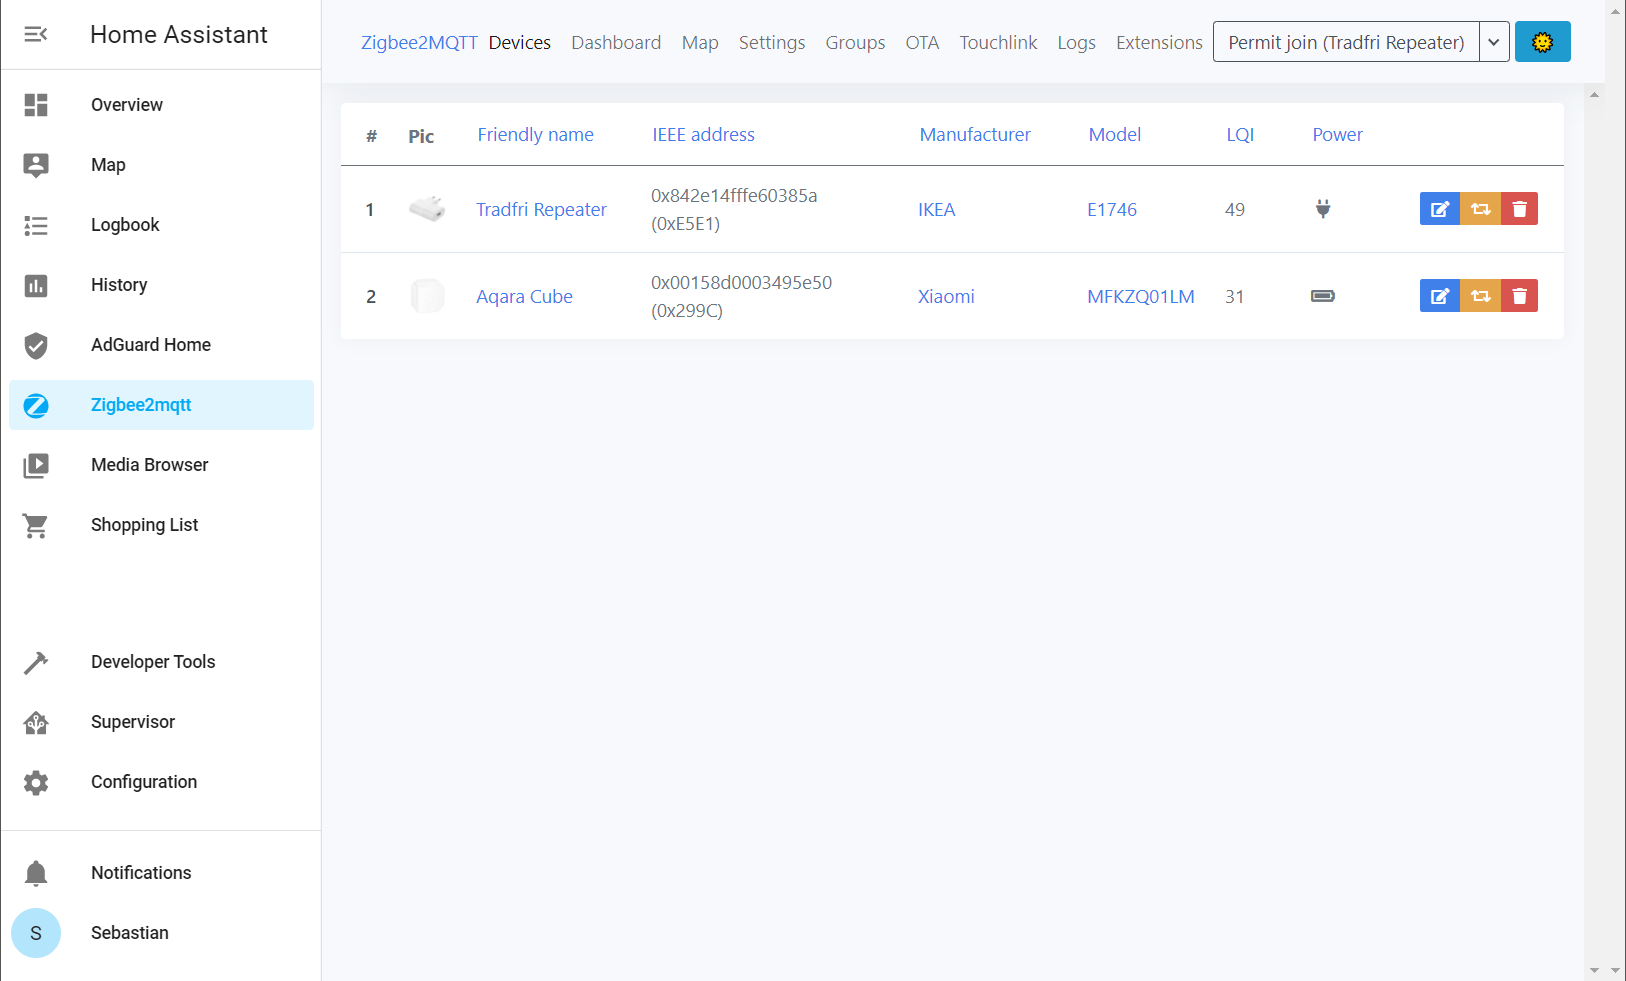 Home Assistant
Overview
Map
Logbook
History
AdGuard Home
Zigbee2mqtt
Media Browser
Shopping List
Developer Tools
Supervisor
Configuration
Notifications
S Sebastian
Zigbee2MQTT Devices Dashboard Map Settings Groups OTA Touchlink Logs Extensions Permit join (Tradfri Repeater)
# Pic Friendly name IEEE address Manufacturer Model LQI Power
1 Tradfri Repeater 0x842e14fffe60385a IKEA E1746 49
(0xE5E1)
2 Aqara Cube 0x00158d0003495e50 Xiaomi MFKZQ01LM 31
(0x299C)